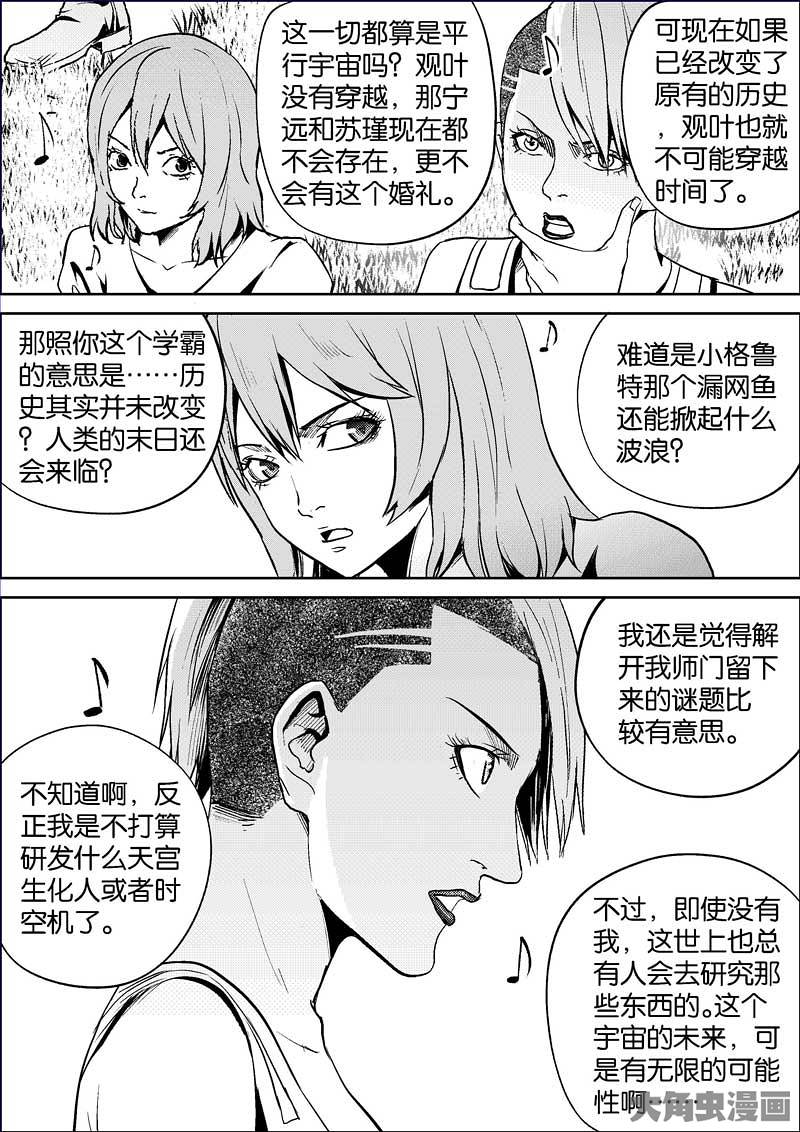 可现在如果
已经改变了
原有的历史
，观叶也就
不可能穿越
时间了。
这一切都算是平
行宇宙吗？观叶
没有穿越，那宁
远和苏瑾现在都
不会存在，更不
会有这个婚礼。
那照你这个学霸
的意思是……历
史其实并未改变
？人类的末日还
会来临？
难道是小格鲁
特那个漏网鱼
还能掀起什么
波浪？
不知道啊，反
正我是不打算
研发什么天宫
生化人或者时
空机了。
我还是觉得解
开我师门留下
来的谜题比
较有意思。
不过，即使没有
我，这世上也总
有人会去研究那
些东西的。这个
宇宙的未来，可
是有无限的可能
性啊……
大角虫漫画